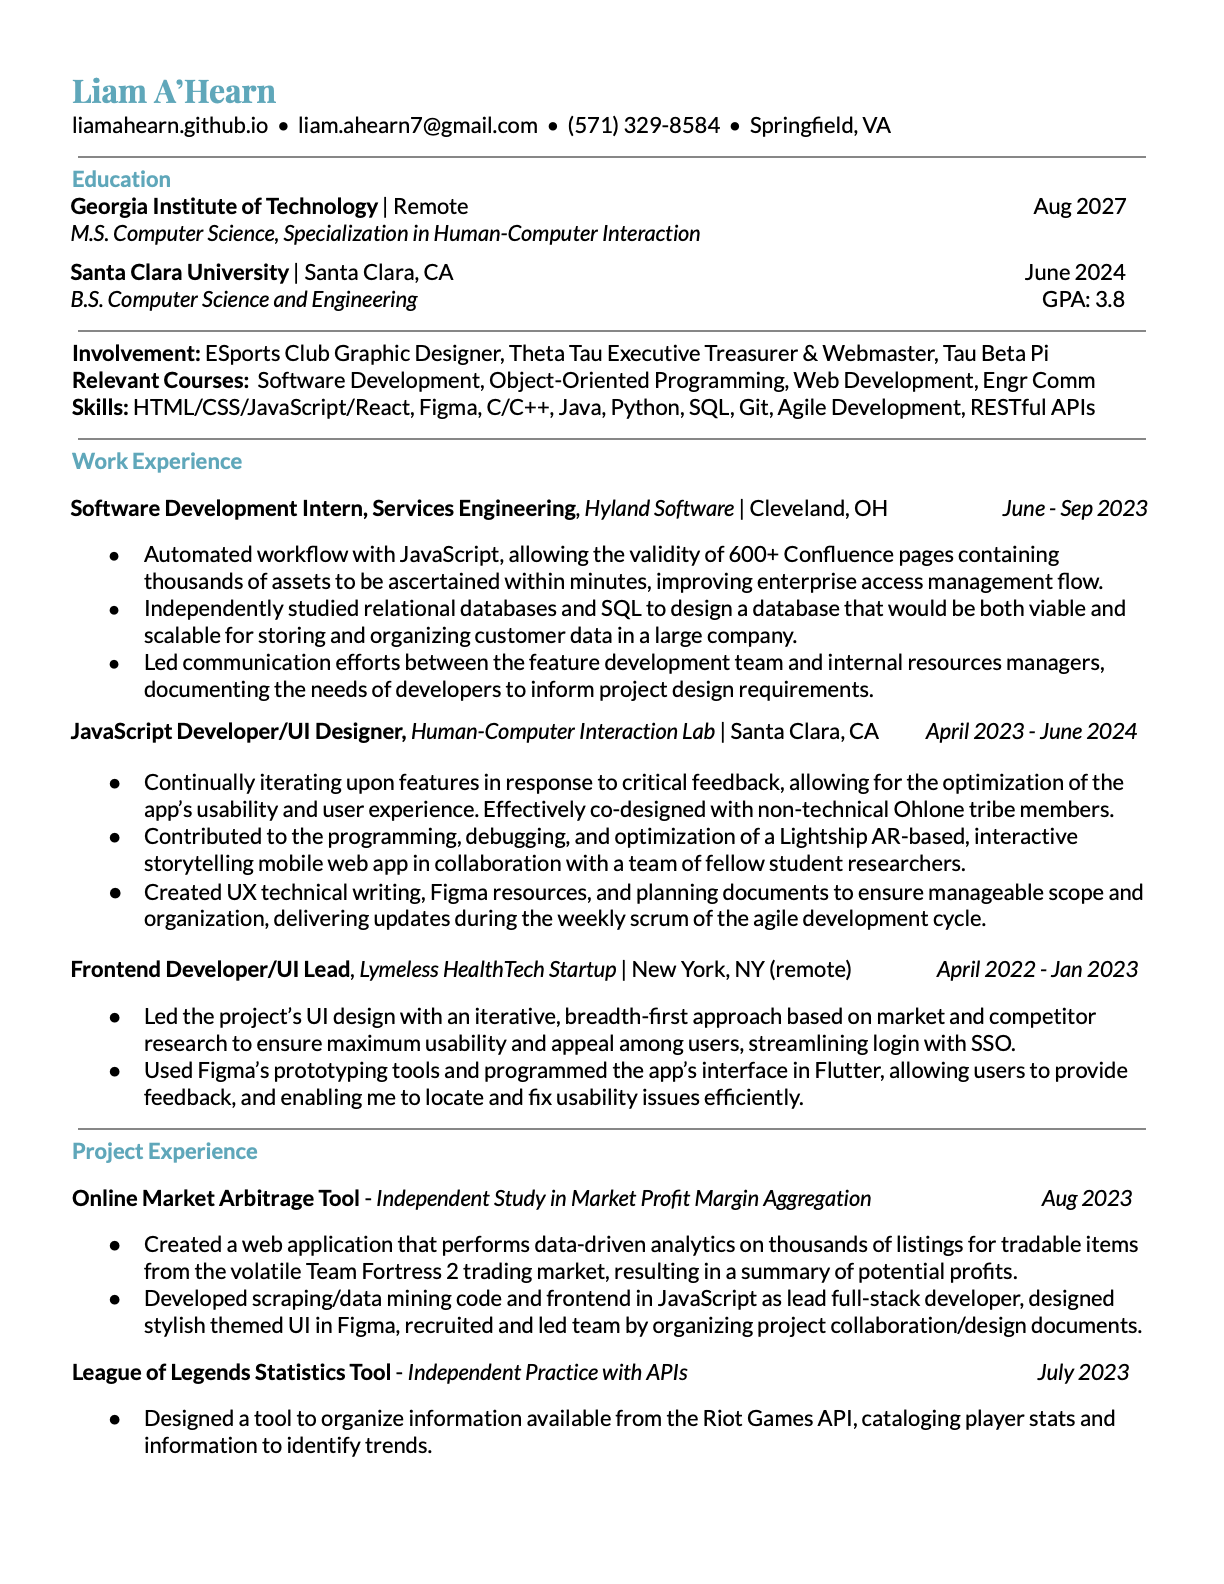 Liam A’Hearn
liamahearn.github.io ● liam.ahearn7@gmail.com ● (571) 329-8584 ● Springfield, VA
Education
Georgia Institute of Technology | Remote Aug 2027
M.S. Computer Science, Specialization in Human-Computer Interaction
Santa Clara University | Santa Clara, CA June 2024
B.S. Computer Science and Engineering GPA: 3.8
Involvement: ESports Club Graphic Designer, Theta Tau Executive Treasurer & Webmaster, Tau Beta Pi
Relevant Courses: Software Development, Object-Oriented Programming, Web Development, Engr Comm
Skills: HTML/CSS/JavaScript/React, Figma, C/C++, Java, Python, SQL, Git, Agile Development, RESTful APIs
Work Experience
Software Development Intern, Services Engineering, Hyland Software | Cleveland, OH June - Sep 2023
● Automated workflow with JavaScript, allowing the validity of 600+ Confluence pages containing
thousands of assets to be ascertained within minutes, improving enterprise access management flow.
● Independently studied relational databases and SQL to design a database that would be both viable and
scalable for storing and organizing customer data in a large company.
● Led communication efforts between the feature development team and internal resources managers,
documenting the needs of developers to inform project design requirements.
JavaScript Developer/UI Designer, Human-Computer Interaction Lab | Santa Clara, CA April 2023 - June 2024
● Continually iterating upon features in response to critical feedback, allowing for the optimization of the
app’s usability and user experience. Effectively co-designed with non-technical Ohlone tribe members.
● Contributed to the programming, debugging, and optimization of a Lightship AR-based, interactive
storytelling mobile web app in collaboration with a team of fellow student researchers.
● Created UX technical writing, Figma resources, and planning documents to ensure manageable scope and
organization, delivering updates during the weekly scrum of the agile development cycle.
Frontend Developer/UI Lead, Lymeless HealthTech Startup | New York, NY (remote) April 2022 - Jan 2023
● Led the project’s UI design with an iterative, breadth-first approach based on market and competitor
research to ensure maximum usability and appeal among users, streamlining login with SSO.
● Used Figma’s prototyping tools and programmed the app’s interface in Flutter, allowing users to provide
feedback, and enabling me to locate and fix usability issues efficiently.
Project Experience
Online Market Arbitrage Tool - Independent Study in Market Profit Margin Aggregation Aug 2023
● Created a web application that performs data-driven analytics on thousands of listings for tradable items
from the volatile Team Fortress 2 trading market, resulting in a summary of potential profits.
● Developed scraping/data mining code and frontend in JavaScript as lead full-stack developer, designed
stylish themed UI in Figma, recruited and led team by organizing project collaboration/design documents.
League of Legends Statistics Tool - Independent Practice with APIs July 2023
● Designed a tool to organize information available from the Riot Games API, cataloging player stats and
information to identify trends.